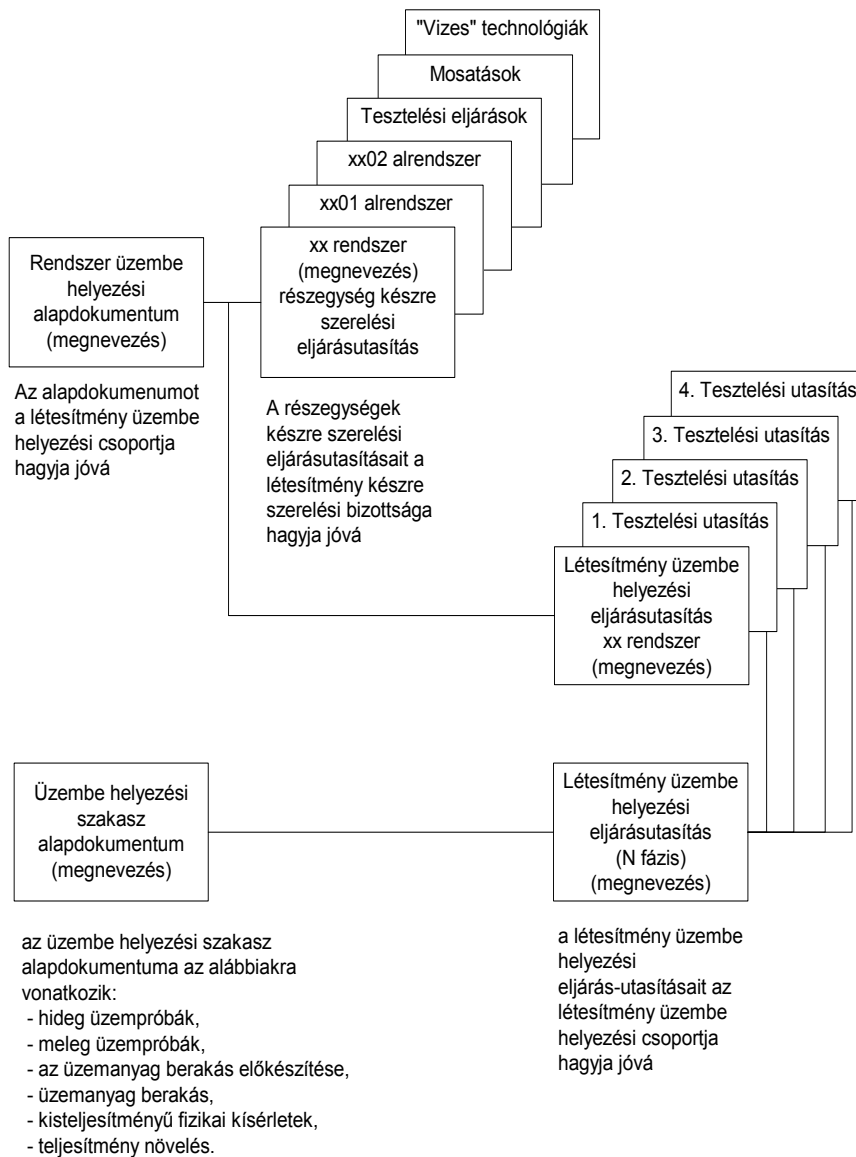 "Vizes" technológiák
Mosatások
Tesztelési eljárások
xx02 alrendszer
xx01 alrendszer
xx rendszer
(megnevezés)
részegység készre
szerelési
eljárásutasítás
Rendszer üzembe
helyezési
alapdokumentum
(megnevezés)
Az alapdokumenumot
a létesítmény üzembe
helyezési csoportja
hagyja jóvá
A részegységek
készre szerelési
eljárásutasításait a
létesítmény készre
szerelési bizottsága
hagyja jóvá
4. Tesztelési utasítás
3. Tesztelési utasítás
2. Tesztelési utasítás
1. Tesztelési utasítás
Létesítmény üzembe
helyezési
eljárásutasítás
xx rendszer
(megnevezés)
Üzembe helyezési
szakasz
alapdokumentum
(megnevezés)
Létesítmény üzembe
helyezési
eljárásutasítás
(N fázis)
(megnevezés)
az üzembe helyezési szakasz
alapdokumentuma az alábbiakra
vonatkozik:
- hideg üzempróbák,
- meleg üzempróbák,
- az üzemanyag berakás előkészítése,
- üzemanyag berakás,
- kisteljesítményű fizikai kísérletek,
- teljesítmény növelés.
a létesítmény üzembe
helyezési
eljárás-utasításait az
létesítmény üzembe
helyezési csoportja
hagyja jóvá